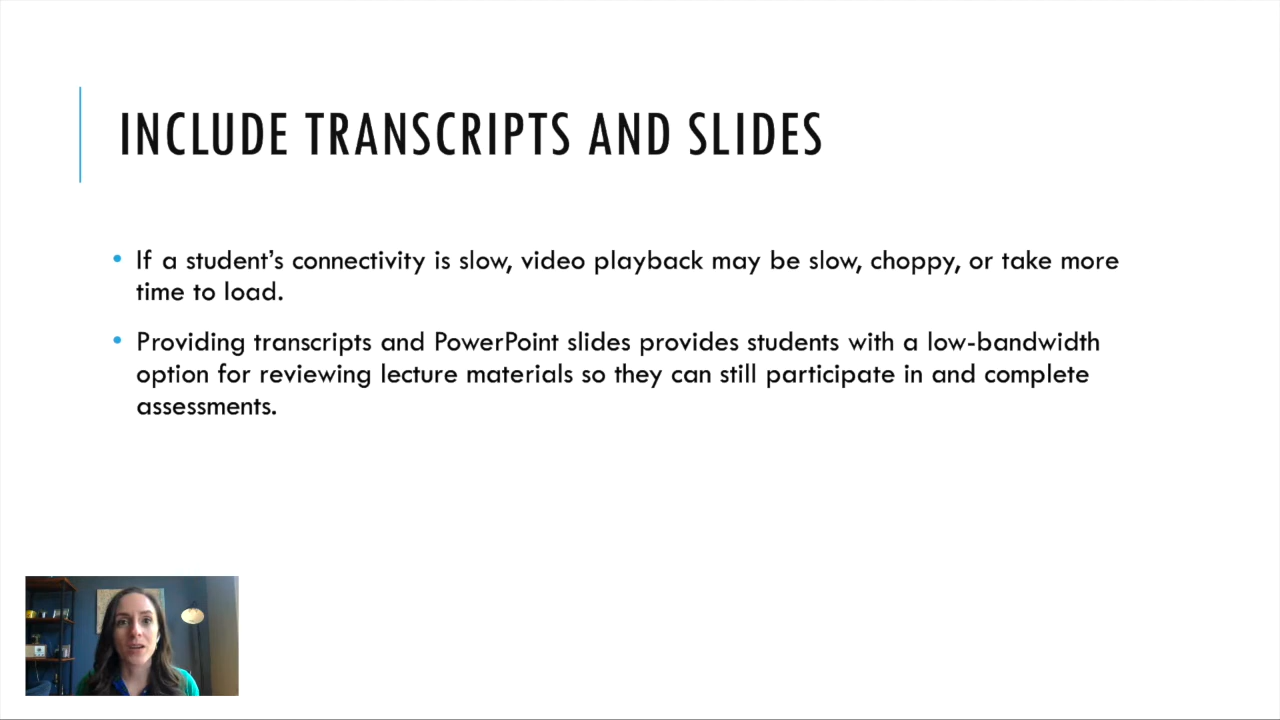 INCLUDE TRANSCRIPTS AND SLIDES
• If a student’s connectivity is slow, video playback may be slow, choppy, or take more
time to load.
• Providing transcripts and PowerPoint slides provides students with a low-bandwidth
option for reviewing lecture materials so they can still participate in and complete
assessments.